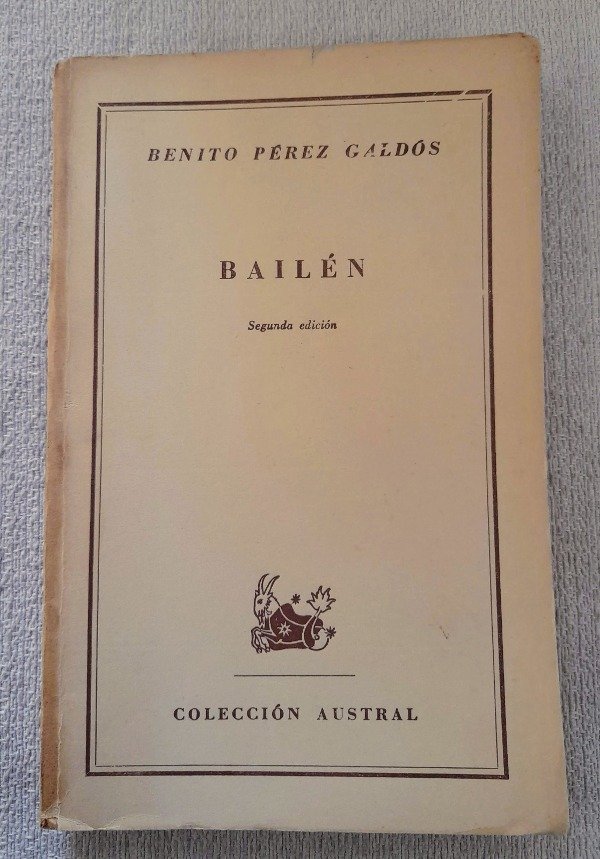 BENITO PÉREZ GALDÓS
BAILÉN
Segunda edición
COLECCIÓN AUSTRAL